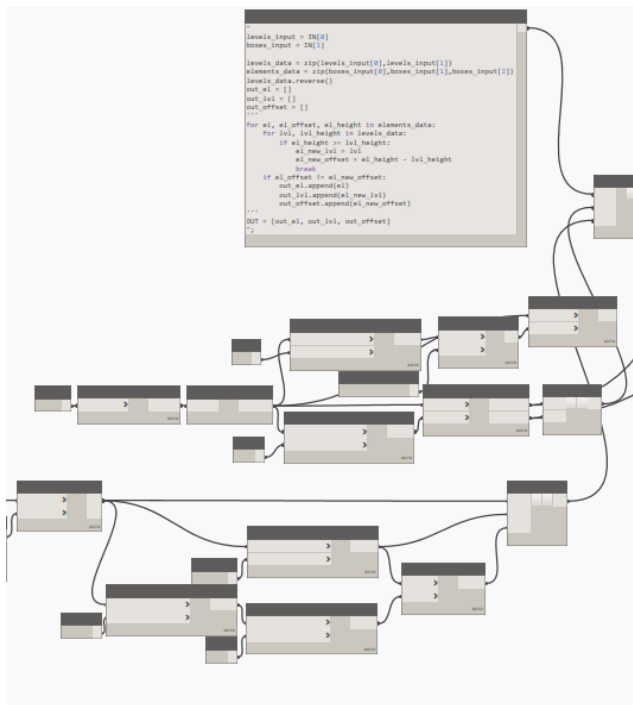 "
levels_input = IN[0]
boxes_input = IN[1]
levels_data = zip(levels_input[0],levels_input[1])
elements_data = zip(boxes_input[0],boxes_input[1],boxes_input[2])
levels_data.reverse()
out_el = []
out_lvl = []
out_offset = []
'''
for el, el_offset, el_height in elements_data:
    for lvl, lvl_height in levels_data:
        if el_height >= lvl_height:
            el_new_lvl = lvl
            el_new_offset = el_height - lvl_height
            break
    if el_offset != el_new_offset:
        out_el.append(el)
        out_lvl.append(el_new_lvl)
        out_offset.append(el_new_offset)
'''
OUT = [out_el, out_lvl, out_offset]
";